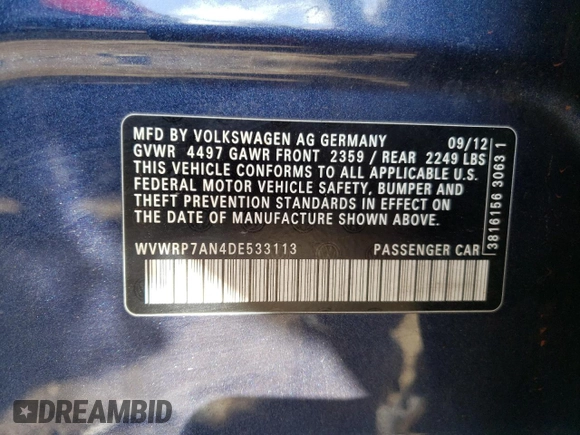 MFD BY VOLKSWAGEN AG GERMANY 09/12
GVWR 4497 GAWR FRONT 2359 / REAR 2249 LBS
THIS VEHICLE CONFORMS TO ALL APPLICABLE U.S.
FEDERAL MOTOR VEHICLE SAFETY, BUMPER AND
THEFT PREVENTION STANDARDS IN EFFECT ON
THE DATE OF MANUFACTURE SHOWN ABOVE.
WVWRP7AN4DE533113 PASSENGER CAR
3816156 3063 1
DREAMBID